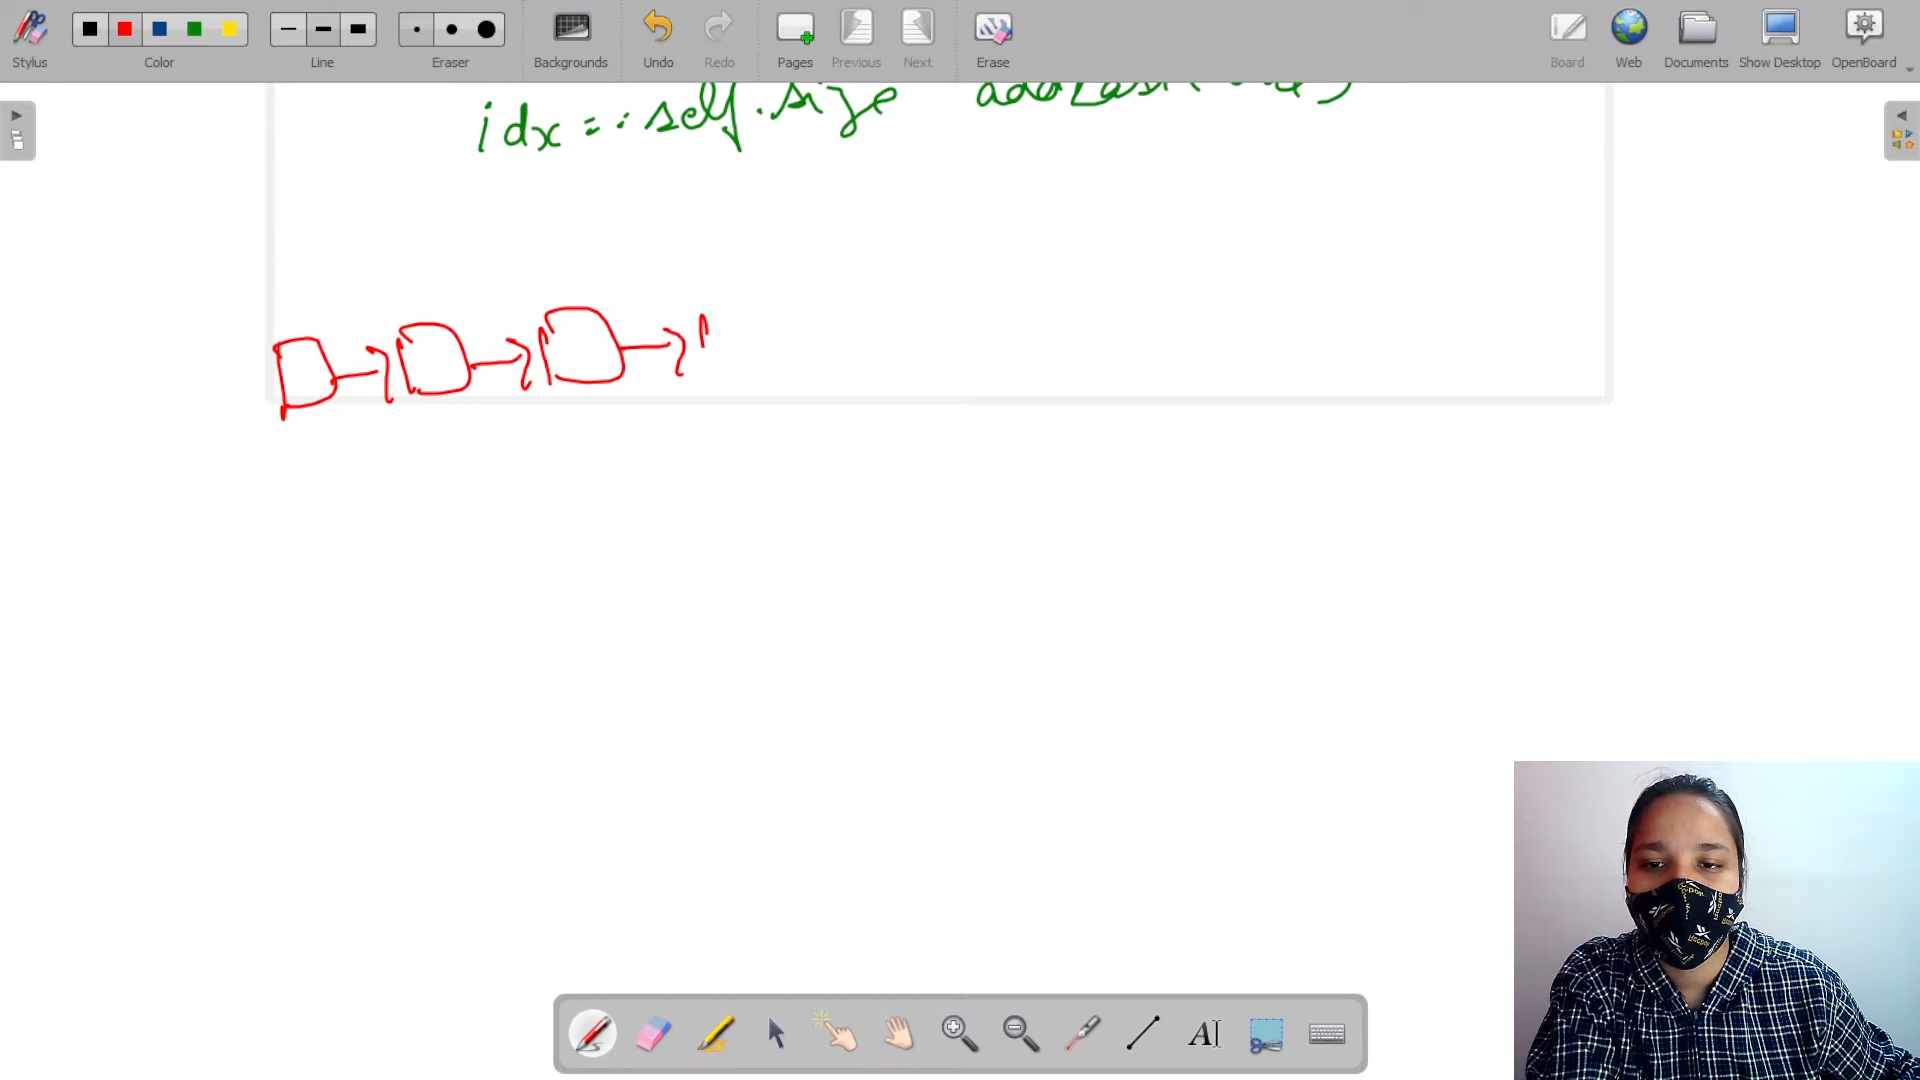 Stylus Color Line Eraser Backgrounds Undo Redo Pages Previous Next Erase Board Web Documents Show Desktop OpenBoard
idx == self.size